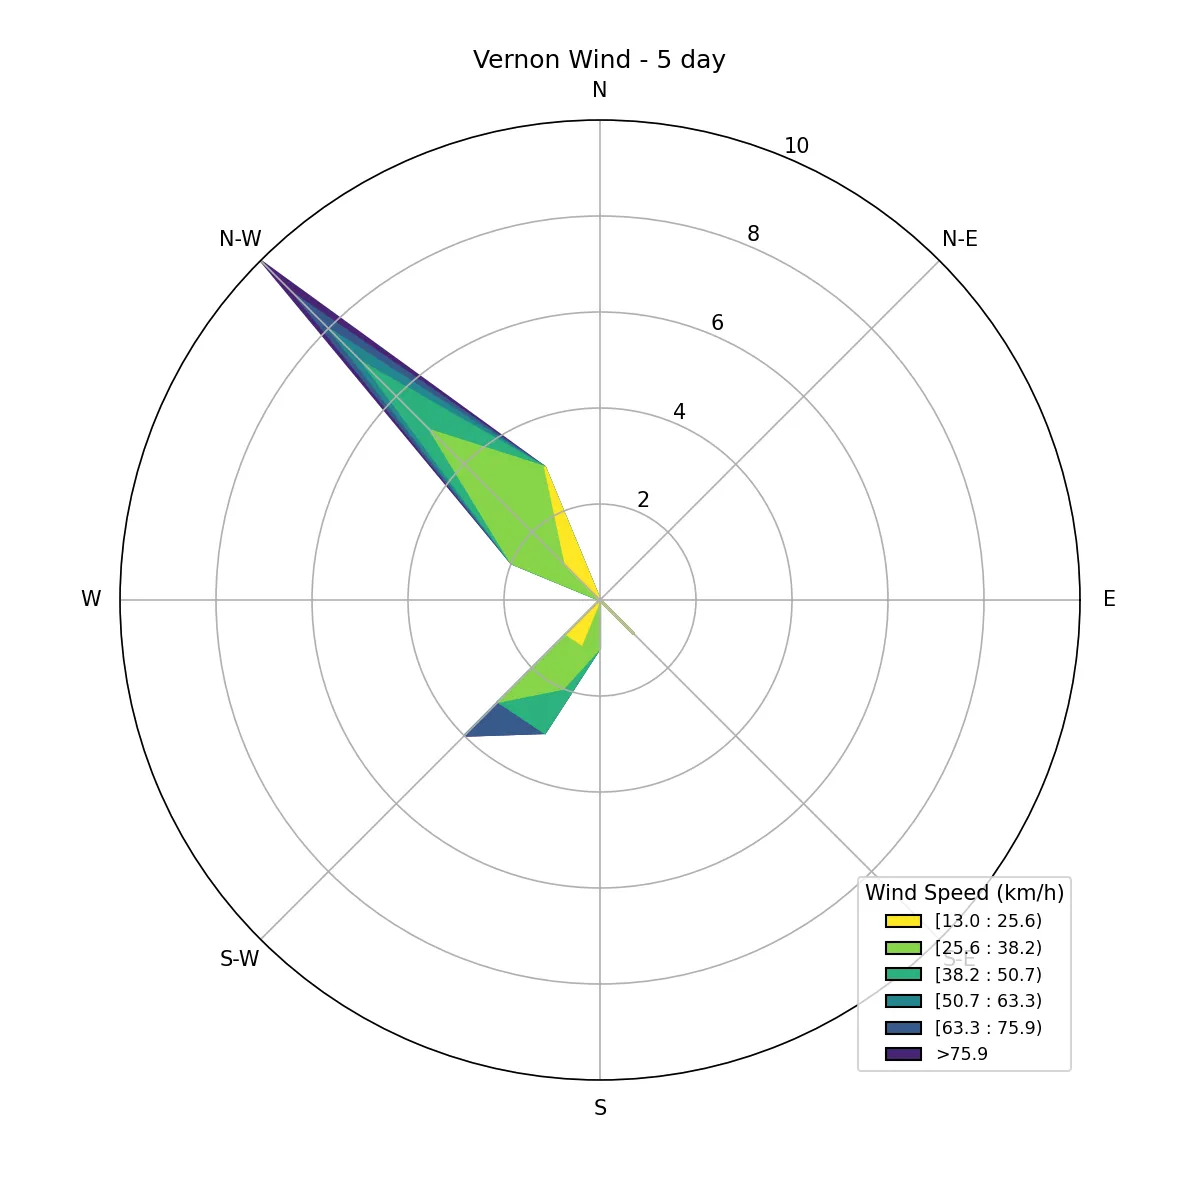 Vernon Wind - 5 day
N
10
N-W
N-E
8
6
4
2
W
E
S-W
S-E
S
Wind Speed (km/h)
[13.0 : 25.6)
[25.6 : 38.2)
[38.2 : 50.7)
[50.7 : 63.3)
[63.3 : 75.9)
>75.9